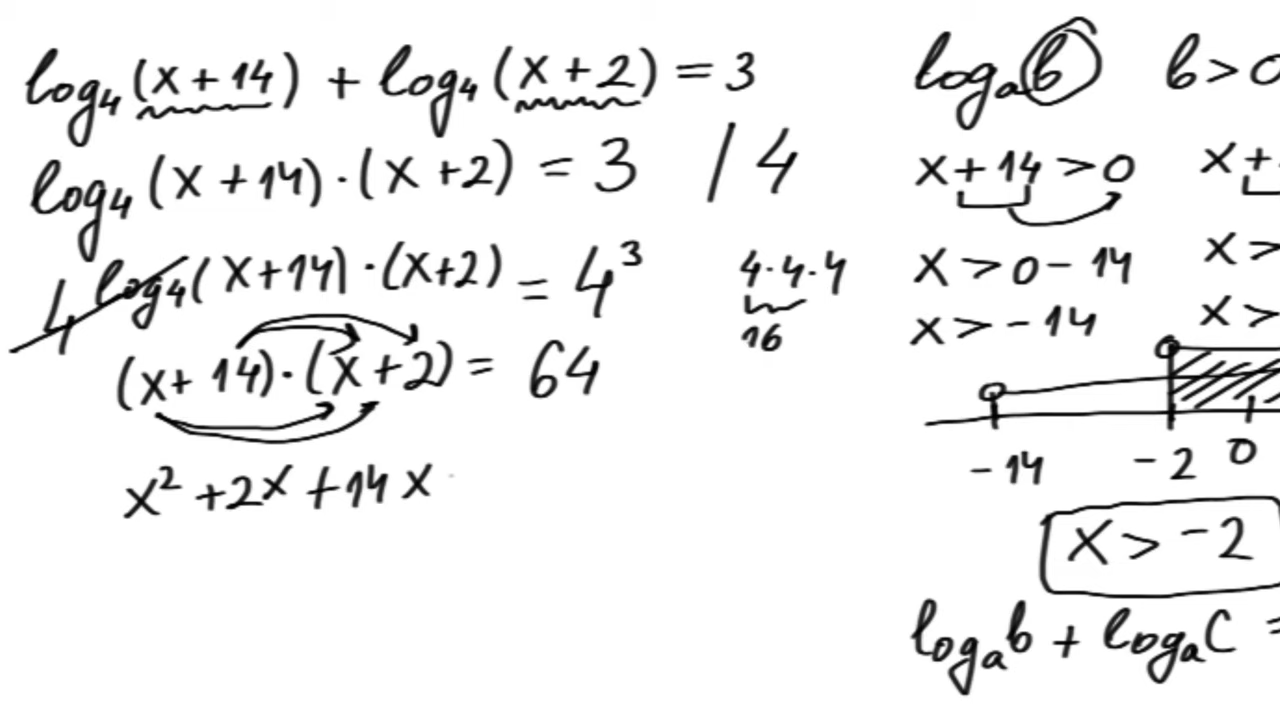 log₄(x+14) + log₄(x+2) = 3
log₄(x+14)·(x+2) = 3 / 4
4^log₄(x+14)·(x+2) = 4³
4·4·4
16
(x+14)·(x+2) = 64
x² +2x +14x
logₐb b>0
x+14>0 x+
x>0-14 x>
x>-14 x>
-14 -2 0
x>-2
logₐb + logₐC =